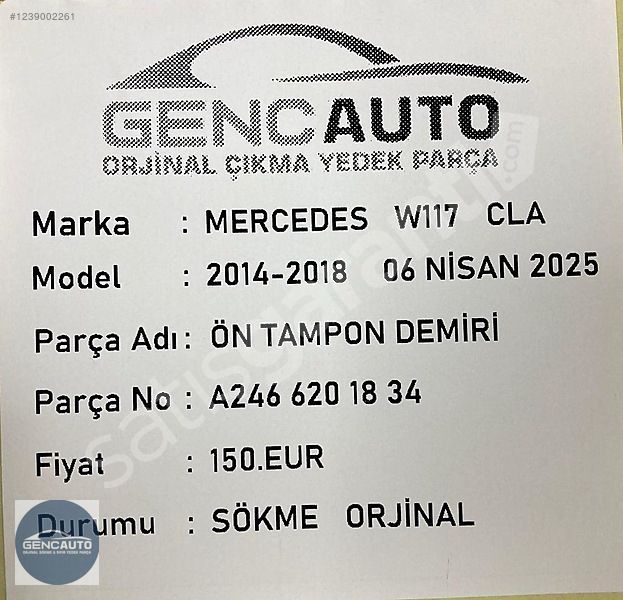 #1239002261
GENCAUTO
ORJİNAL ÇIKMA YEDEK PARÇA
Marka : MERCEDES W117 CLA
Model : 2014-2018 06 NİSAN 2025
Parça Adı : ÖN TAMPON DEMİRİ
Parça No : A246 620 18 34
Fiyat : 150.EUR
Durumu : SÖKME ORJİNAL
satisgaranti.com
GENCAUTO